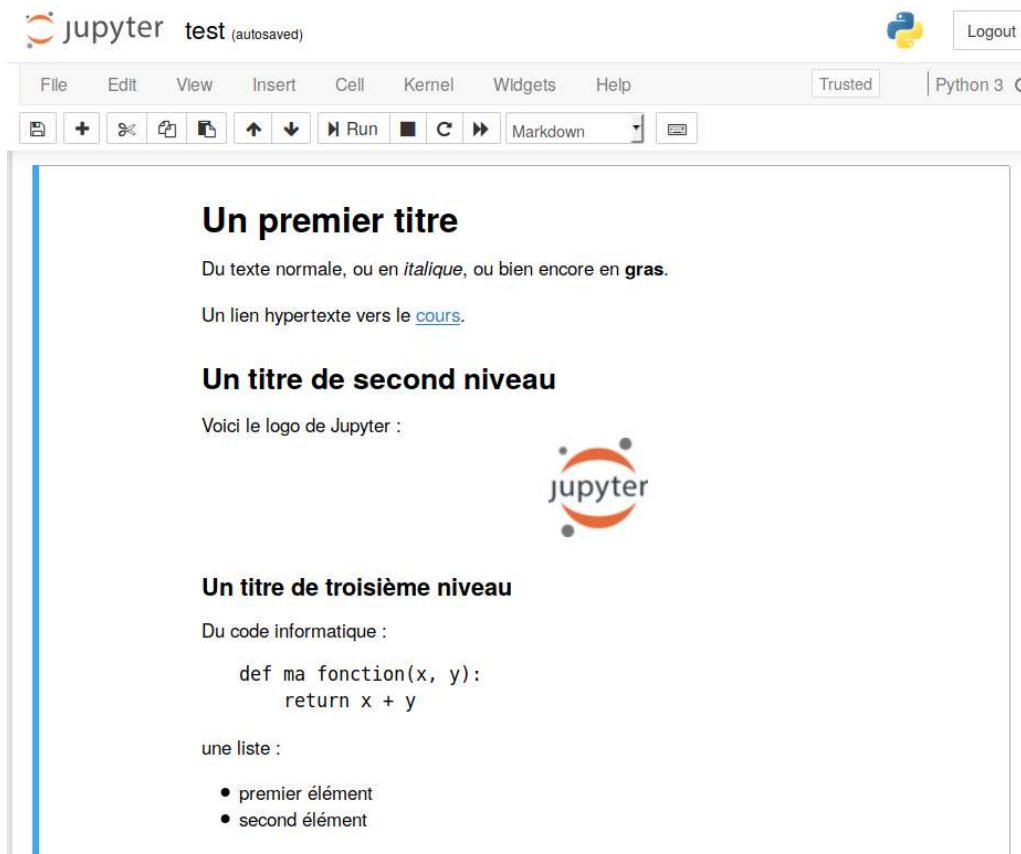 jupyter test (autosaved) Logout
File Edit View Insert Cell Kernel Widgets Help Trusted Python 3
Run Markdown
Un premier titre
Du texte normale, ou en italique, ou bien encore en gras.
Un lien hypertexte vers le cours.
Un titre de second niveau
Voici le logo de Jupyter :
jupyter
Un titre de troisième niveau
Du code informatique :
def ma fonction(x, y):
    return x + y
une liste :
• premier élément
• second élément